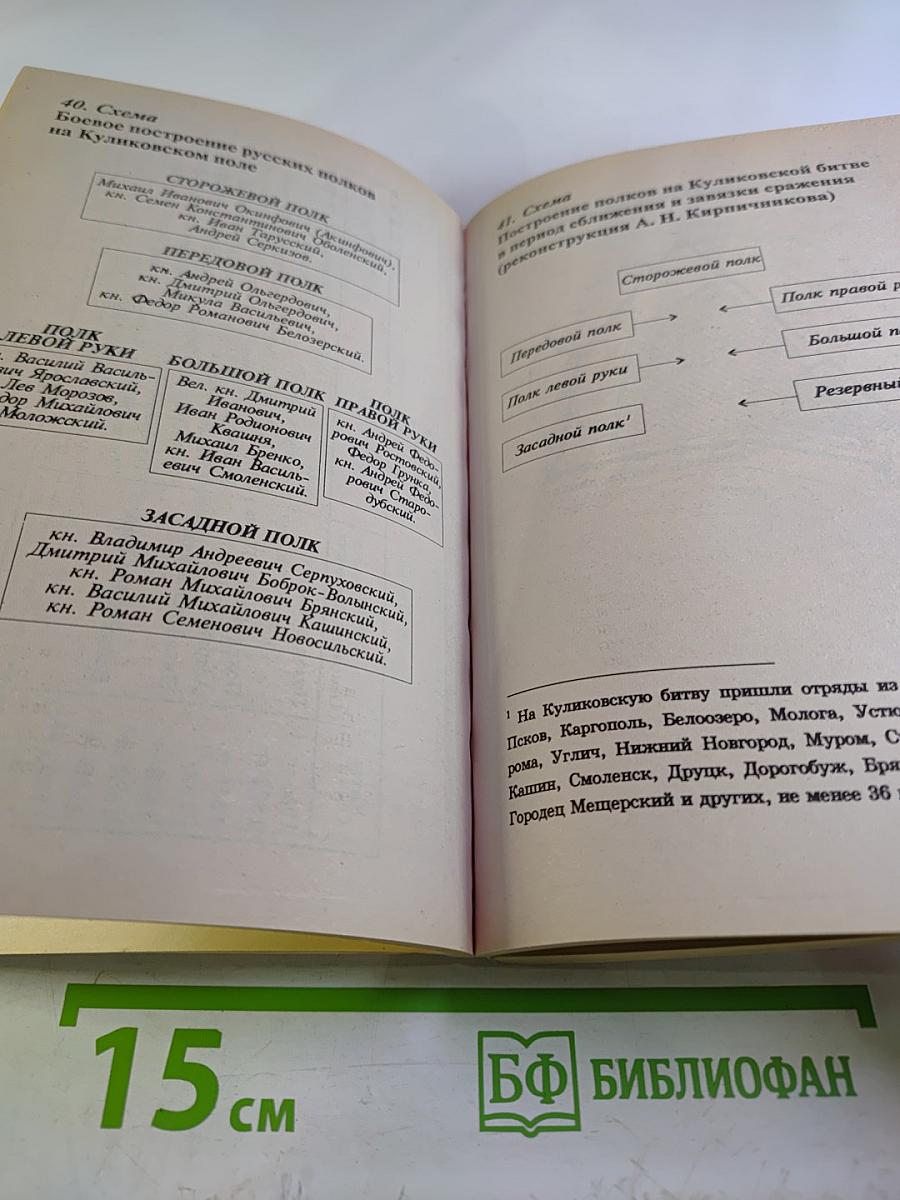 40. Схема
Боевое построение русских полков
на Куликовском поле
СТОРОЖЕВОЙ ПОЛК
Михаил Иванович Окинфович (Акинфович),
кн. Семен Константинович Оболенский,
кн. Иван Тарусский,
Андрей Серкизов.
ПЕРЕДОВОЙ ПОЛК
кн. Андрей Ольгердович,
кн. Дмитрий Ольгердович,
Микула Васильевич,
кн. Федор Романович Белозерский.
ПОЛК
ЛЕВОЙ РУКИ
. Василий Василь-
вич Ярославский,
Лев Морозов,
дор Михайлович
Моложский.
БОЛЬШОЙ ПОЛК
Вел. кн. Дмитрий
Иванович,
Иван Родионович
Квашня,
Михаил Бренко,
кн. Иван Василь-
евич Смоленский.
ПОЛК
ПРАВОЙ РУКИ
кн. Андрей Федо-
рович Ростовский,
Федор Грунка,
кн. Андрей Федо-
рович Старо-
дубский.
ЗАСАДНОЙ ПОЛК
кн. Владимир Андреевич Серпуховский,
Дмитрий Михайлович Боброк-Волынский,
кн. Роман Михайлович Брянский,
кн. Василий Михайлович Кашинский,
кн. Роман Семенович Новосильский.
41. Схема
Построение полков на Куликовской битве
в период сближения и завязки сражения
(реконструкция А. Н. Кирпичникова)
Сторожевой полк
Передовой полк
Полк правой р
Полк левой руки
Большой п
Засадной полк¹
Резервный
¹ На Куликовскую битву пришли отряды из
Псков, Каргополь, Белоозеро, Молога, Устю
рома, Углич, Нижний Новгород, Муром, С
Кашин, Смоленск, Друцк, Дорогобуж, Бря
Городец Мещерский и других, не менее 36
15 см
БФ БИБЛИОФАН